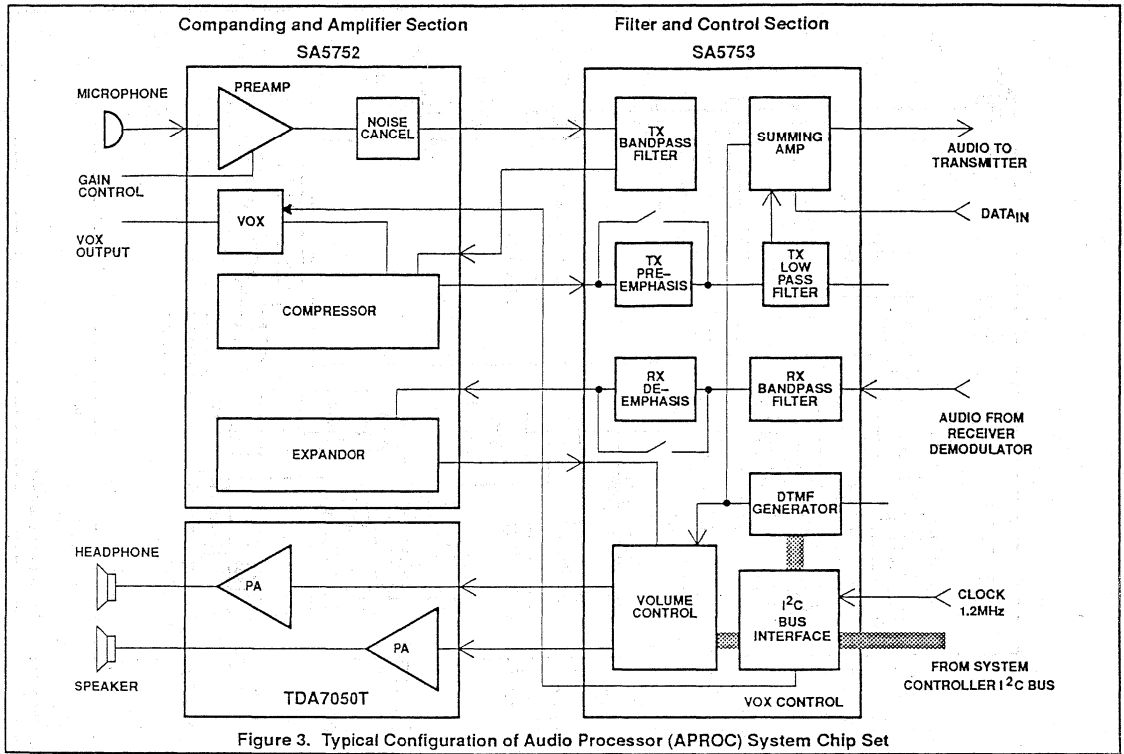 Companding and Amplifier Section
SA5752
Filter and Control Section
SA5753
MICROPHONE
PREAMP
NOISE
CANCEL
TX
BANDPASS
FILTER
SUMMING
AMP
AUDIO TO
TRANSMITTER
GAIN
CONTROL
VOX
VOX
OUTPUT
DATAIN
COMPRESSOR
TX
PRE–
EMPHASIS
TX
LOW
PASS
FILTER
EXPANDOR
RX
DE–
EMPHASIS
RX
BANDPASS
FILTER
AUDIO FROM
RECEIVER
DEMODULATOR
DTMF
GENERATOR
HEADPHONE
PA
VOLUME
CONTROL
I2C
BUS
INTERFACE
CLOCK
1.2MHz
SPEAKER
PA
TDA7050T
VOX CONTROL
FROM SYSTEM
CONTROLLER I2C BUS
Figure 3. Typical Configuration of Audio Processor (APROC) System Chip Set